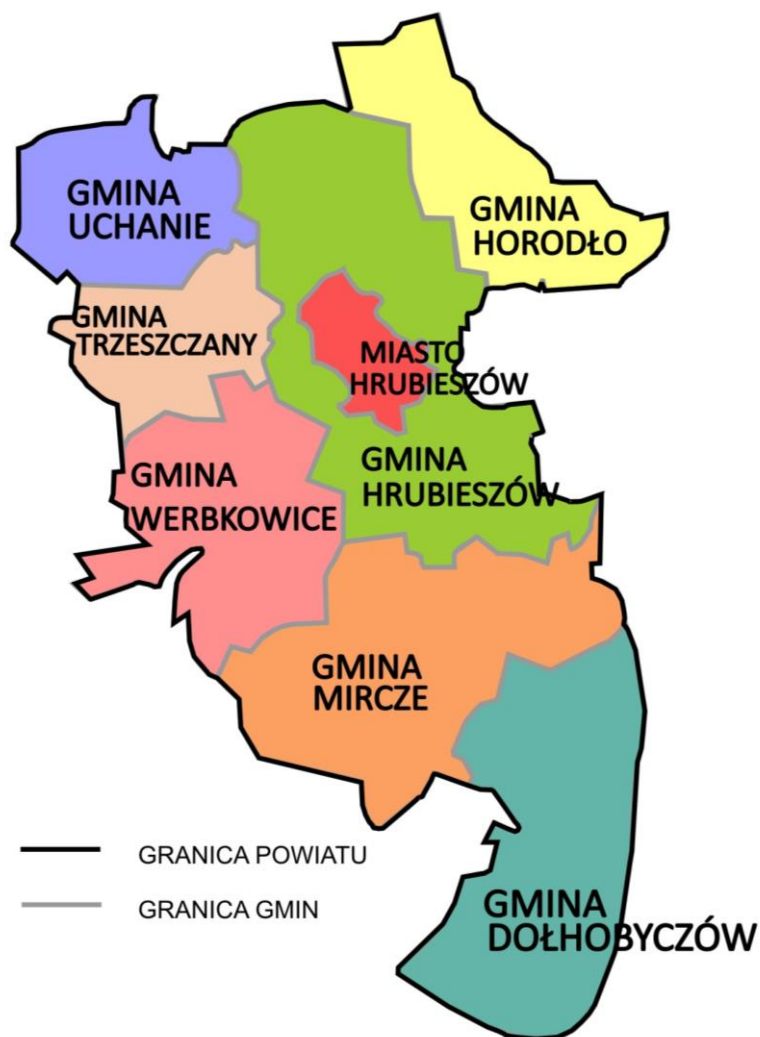 GMINA
UCHANIE
GMINA
HORODŁO
GMINA
TRZESZCZANY
MIASTO
HRUBIESZÓW
GMINA
HRUBIESZÓW
GMINA
WERBKOWICE
GMINA
MIRCZE
GRANICA POWIATU
GRANICA GMIN
GMINA
DOŁHOBYCZÓW